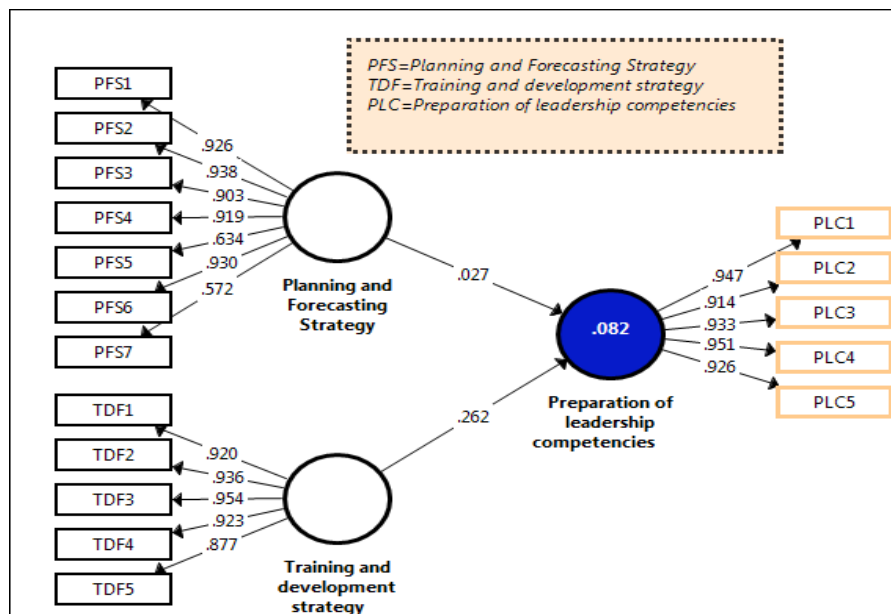 PFS=Planning and Forecasting Strategy
TDF=Training and development strategy
PLC=Preparation of leadership competencies
PFS1
PFS2
PFS3
PFS4
PFS5
PFS6
PFS7
.926
.938
.903
.919
.634
.930
.572
Planning and
Forecasting
Strategy
.027
TDF1
TDF2
TDF3
TDF4
TDF5
.920
.936
.954
.923
.877
Training and
development
strategy
.262
.082
Preparation of
leadership
competencies
.947
.914
.933
.951
.926
PLC1
PLC2
PLC3
PLC4
PLC5